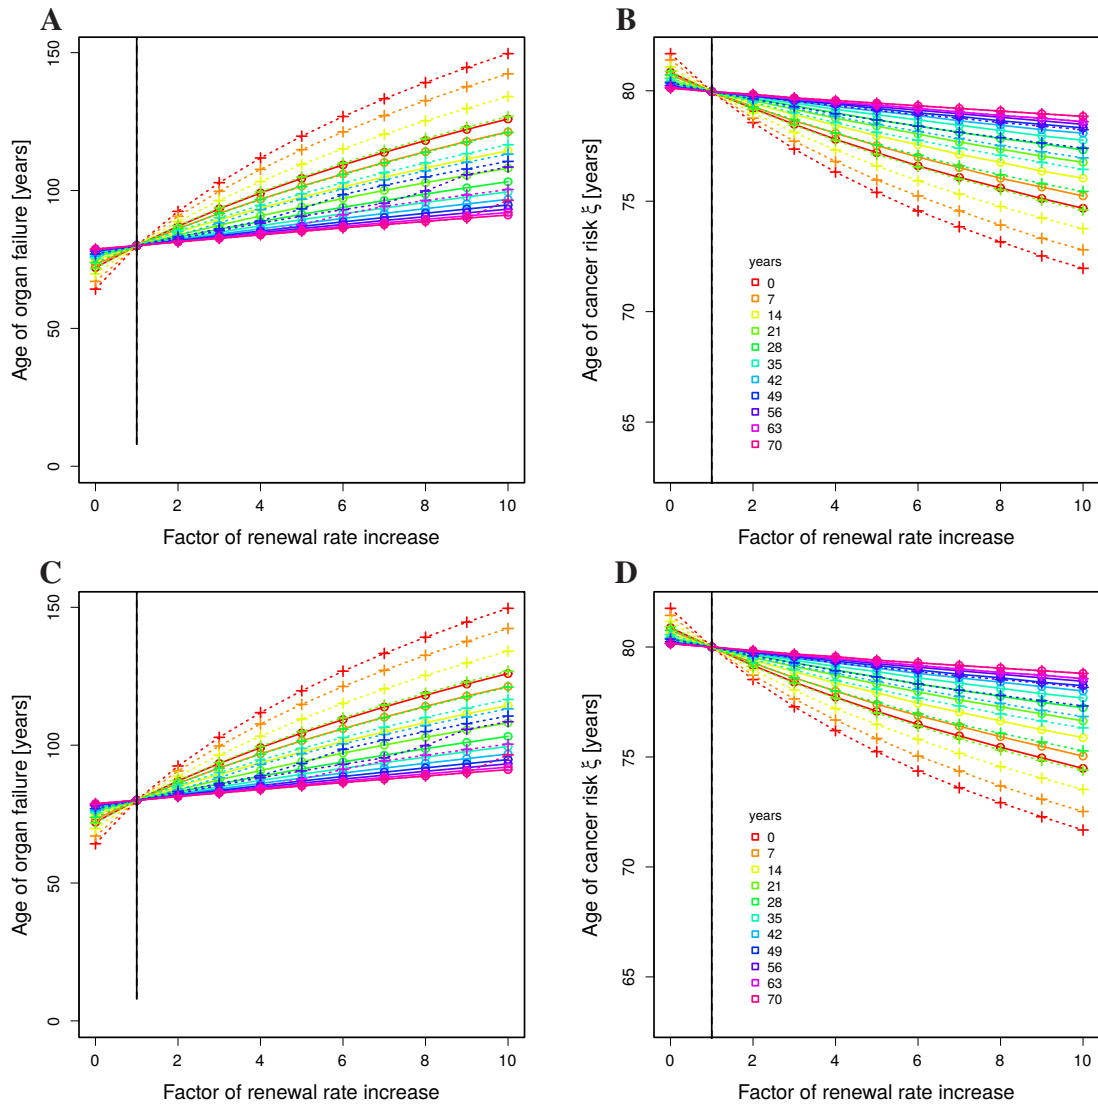 A
Age of organ failure [years]
150
100
50
0
0 2 4 6 8 10
Factor of renewal rate increase
B
Age of cancer risk ξ [years]
80
75
70
65
years
0
7
14
21
28
35
42
49
56
63
70
0 2 4 6 8 10
Factor of renewal rate increase
C
Age of organ failure [years]
150
100
50
0
0 2 4 6 8 10
Factor of renewal rate increase
D
Age of cancer risk ξ [years]
80
75
70
65
years
0
7
14
21
28
35
42
49
56
63
70
0 2 4 6 8 10
Factor of renewal rate increase